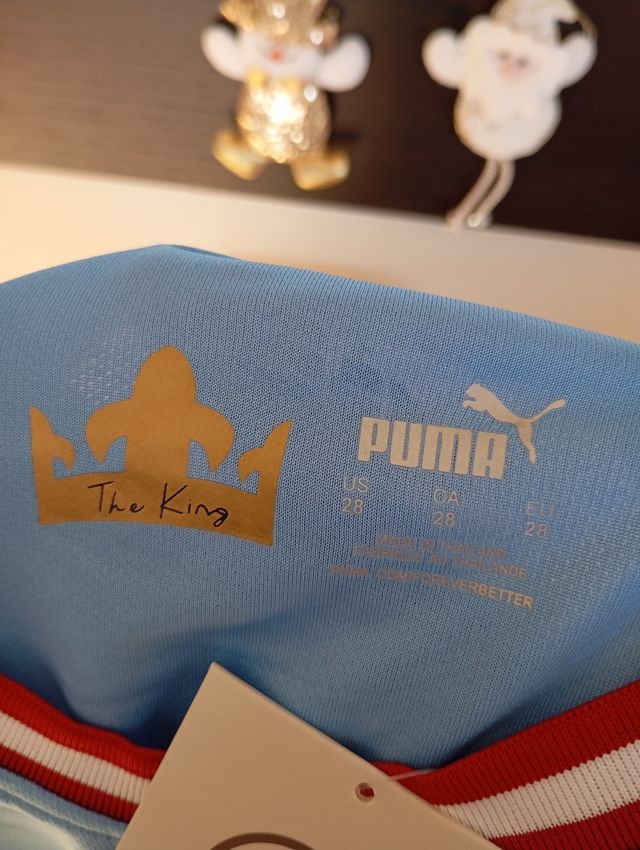 The King
PUMA
US CA EU
28 28 28
MADE IN THAILAND
FABRIQUÉ EN THAÏLANDE
PUMA.COM/FOREVERBETTER